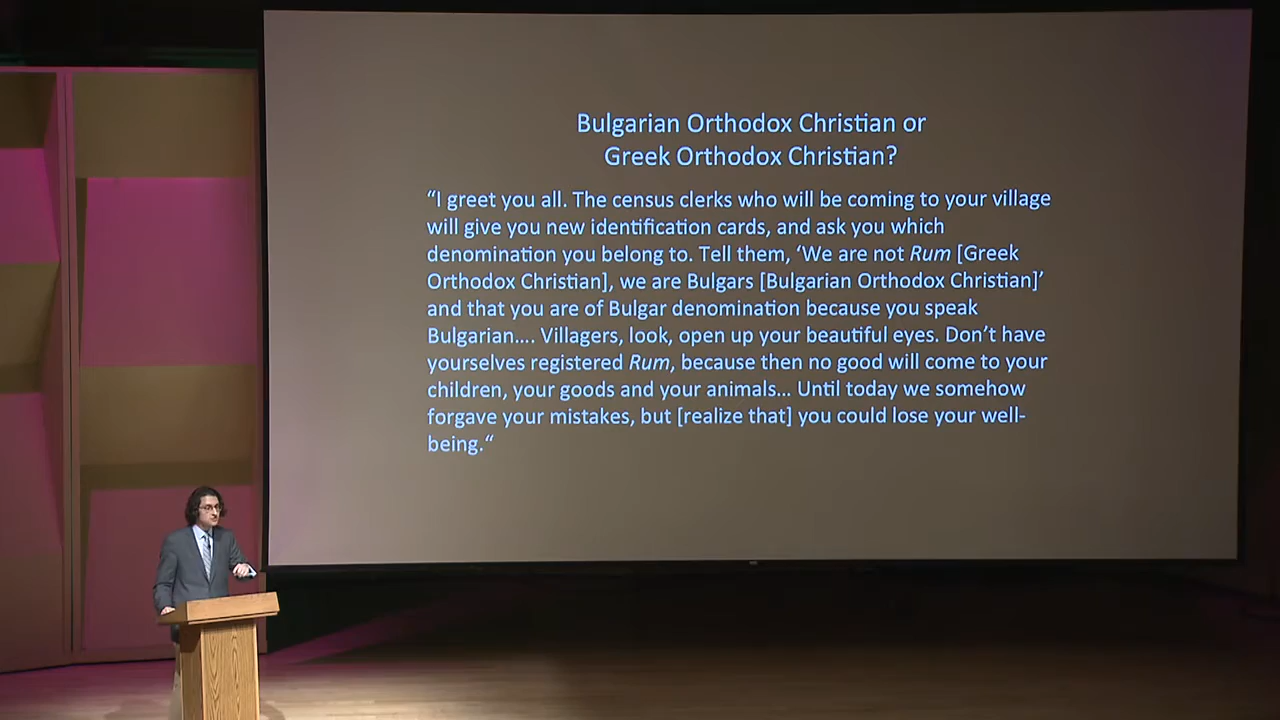 Bulgarian Orthodox Christian or
Greek Orthodox Christian?
“I greet you all. The census clerks who will be coming to your village
will give you new identification cards, and ask you which
denomination you belong to. Tell them, ‘We are not Rum [Greek
Orthodox Christian], we are Bulgars [Bulgarian Orthodox Christian]’
and that you are of Bulgar denomination because you speak
Bulgarian…. Villagers, look, open up your beautiful eyes. Don’t have
yourselves registered Rum, because then no good will come to your
children, your goods and your animals… Until today we somehow
forgave your mistakes, but [realize that] you could lose your well-
being.“